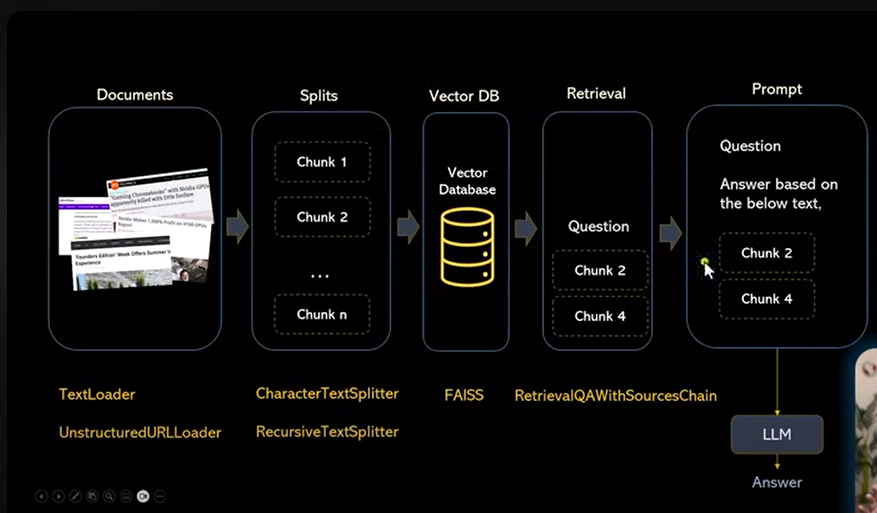 Documents
Splits
Vector DB
Retrieval
Prompt
"Gaming Chromebooks" with Nvidia GPUs
apparently killed with little fanfare
Nvidia Makes 1,000% Profit on H100 GPUs:
Report
'Founders Edition' Week Offers Summer
Experience
Chunk 1
Chunk 2
...
Chunk n
Vector
Database
Question
Chunk 2
Chunk 4
Question
Answer based on
the below text,
Chunk 2
Chunk 4
TextLoader
UnstructuredURLLoader
CharacterTextSplitter
RecursiveTextSplitter
FAISS
RetrievalQAWithSourcesChain
LLM
Answer